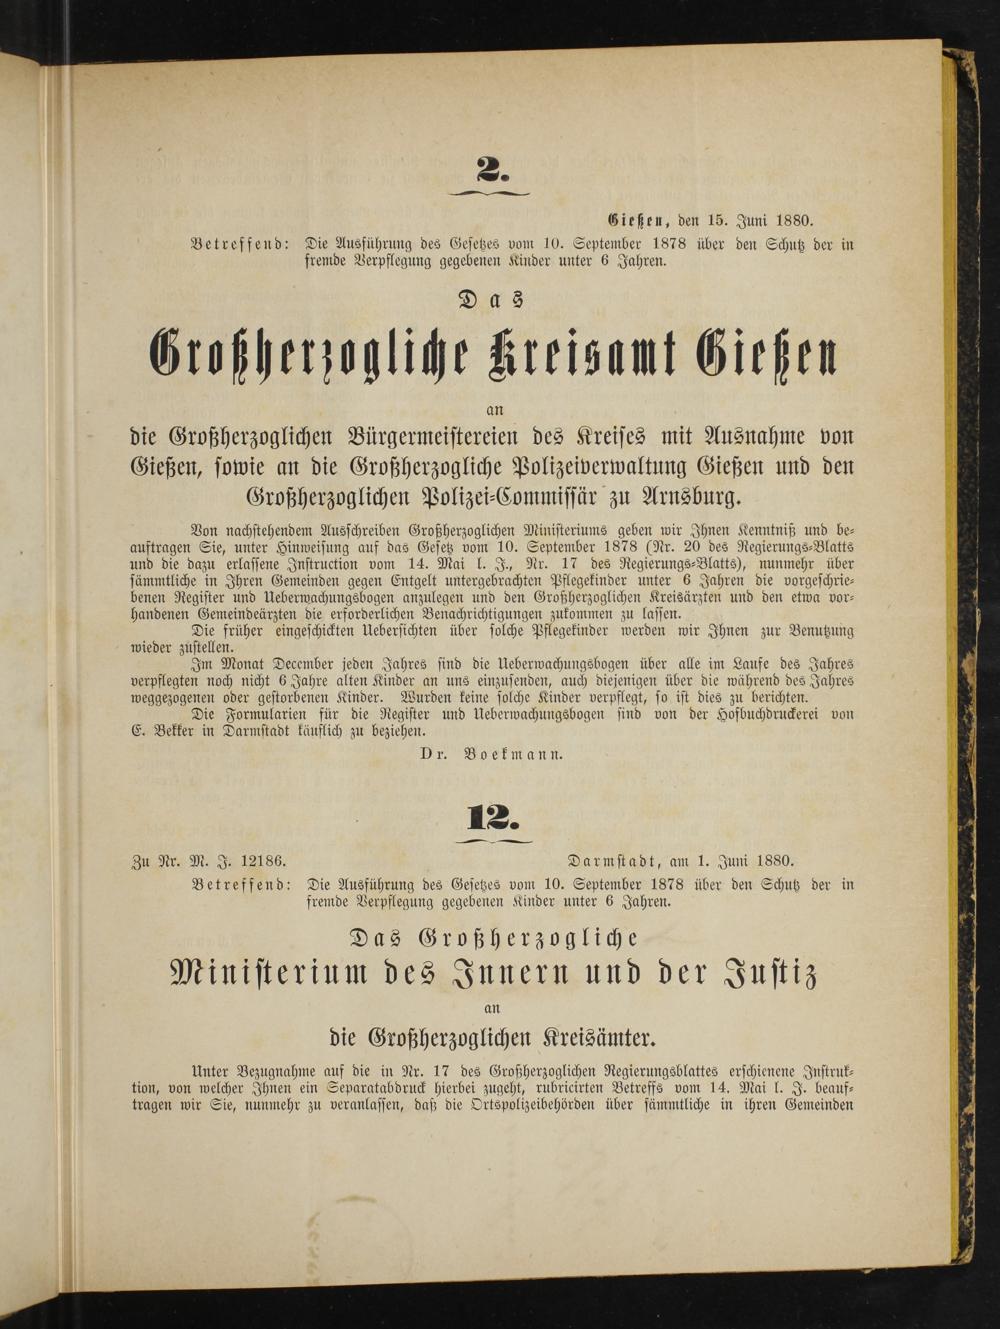 2.
Gießen, den 15. Juni 1880.
Betreffend: Die Ausführung des Gesetzes vom 10. September 1878 über den Schutz der in
fremde Verpflegung gegebenen Kinder unter 6 Jahren.
Das
Großherzogliche Kreisamt Gießen
an
die Großherzoglichen Bürgermeistereien des Kreises mit Ausnahme von
Gießen, sowie an die Großherzogliche Polizeiverwaltung Gießen und den
Großherzoglichen Polizei-Commissär zu Arnsburg.
Von nachstehendem Ausschreiben Großherzoglichen Ministeriums geben wir Ihnen Kenntniß und be-
auftragen Sie, unter Hinweisung auf das Gesetz vom 10. September 1878 (Nr. 20 des Regierungs-Blatts
und die dazu erlassene Instruction vom 14. Mai l. J., Nr. 17 des Regierungs-Blatts), nunmehr über
sämmtliche in Ihren Gemeinden gegen Entgelt untergebrachten Pflegekinder unter 6 Jahren die vorgeschrie-
benen Register und Ueberwachungsbogen anzulegen und den Großherzoglichen Kreisärzten und den etwa vor-
handenen Gemeindeärzten die erforderlichen Benachrichtigungen zukommen zu lassen.
Die früher eingeschickten Uebersichten über solche Pflegekinder werden wir Ihnen zur Benutzung
wieder zustellen.
Im Monat December jeden Jahres sind die Ueberwachungsbogen über alle im Laufe des Jahres
verpflegten noch nicht 6 Jahre alten Kinder an uns einzusenden, auch diejenigen über die während des Jahres
weggezogenen oder gestorbenen Kinder. Wurden keine solche Kinder verpflegt, so ist dies zu berichten.
Die Formularien für die Register und Ueberwachungsbogen sind von der Hofbuchdruckerei von
E. Bekker in Darmstadt käuflich zu beziehen.
Dr. Boekmann.
12.
Zu Nr. M. J. 12186. Darmstadt, am 1. Juni 1880.
Betreffend: Die Ausführung des Gesetzes vom 10. September 1878 über den Schutz der in
fremde Verpflegung gegebenen Kinder unter 6 Jahren.
Das Großherzogliche
Ministerium des Innern und der Justiz
an
die Großherzoglichen Kreisämter.
Unter Bezugnahme auf die in Nr. 17 des Großherzoglichen Regierungsblattes erschienene Instruk-
tion, von welcher Ihnen ein Separatabdruck hierbei zugeht, rubricirten Betreffs vom 14. Mai l. J. beauf-
tragen wir Sie, nunmehr zu veranlassen, daß die Ortspolizeibehörden über sämmtliche in ihren Gemeinden